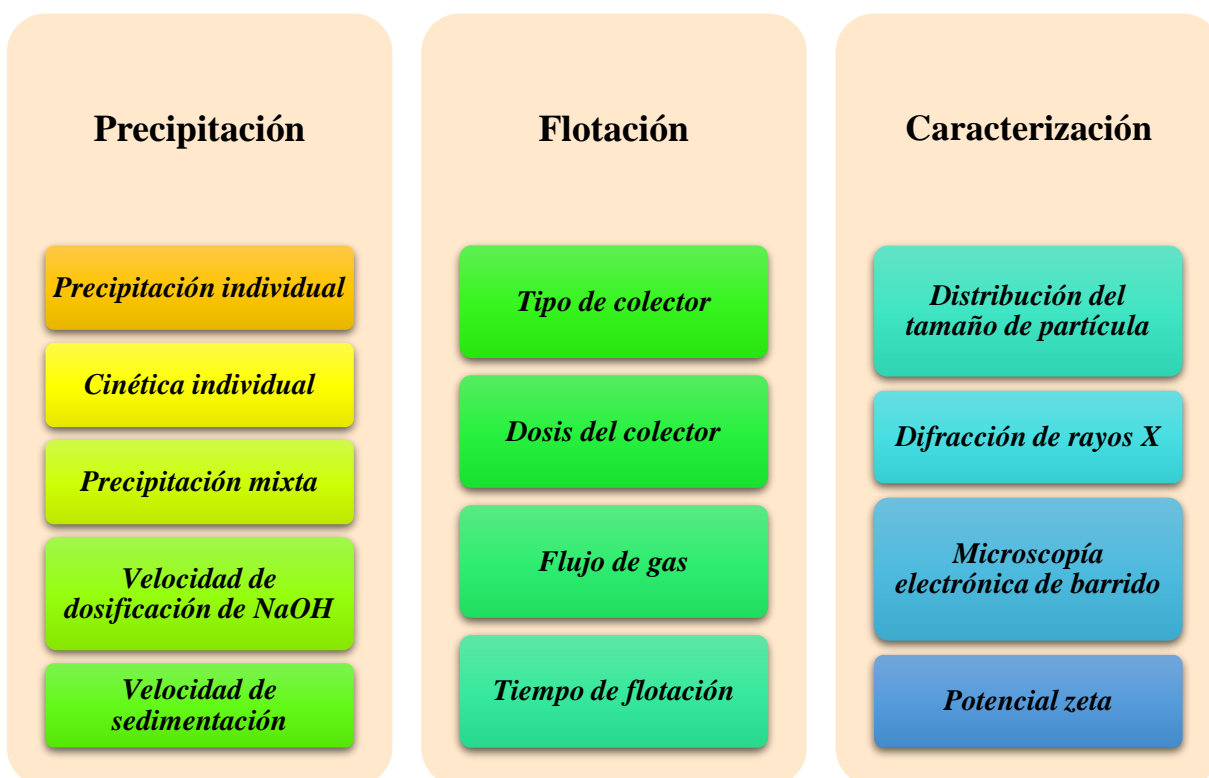 Precipitación
Precipitación individual
Cinética individual
Precipitación mixta
Velocidad de
dosificación de NaOH
Velocidad de
sedimentación
Flotación
Tipo de colector
Dosis del colector
Flujo de gas
Tiempo de flotación
Caracterización
Distribución del
tamaño de partícula
Difracción de rayos X
Microscopía
electrónica de barrido
Potencial zeta